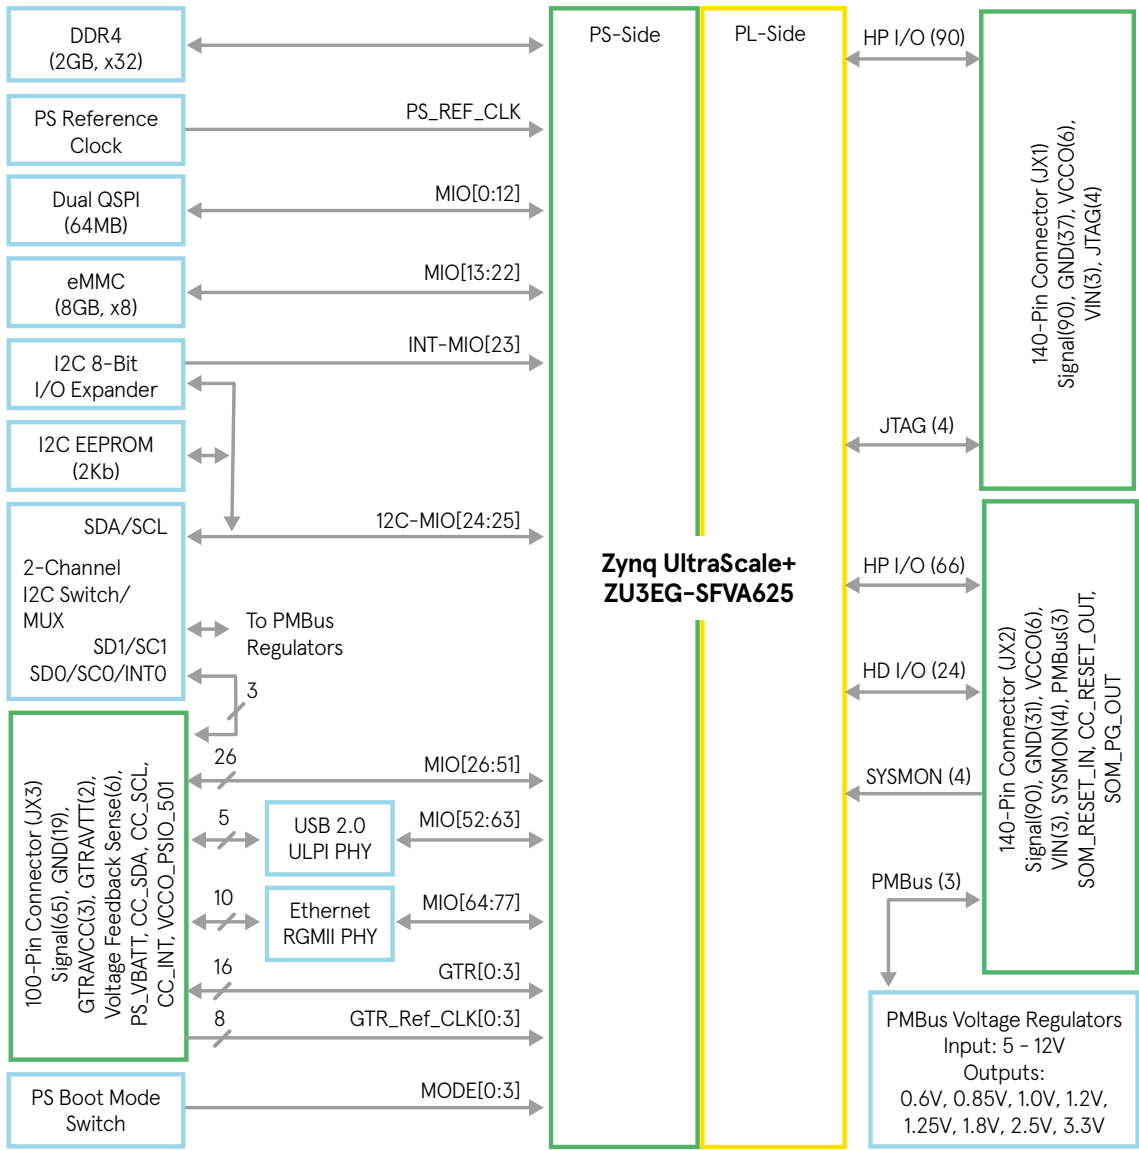 DDR4
(2GB, x32)
PS Reference
Clock
PS_REF_CLK
Dual QSPI
(64MB)
MIO[0:12]
eMMC
(8GB, x8)
MIO[13:22]
I2C 8-Bit
I/O Expander
INT-MIO[23]
I2C EEPROM
(2Kb)
SDA/SCL
12C-MIO[24:25]
2-Channel
I2C Switch/
MUX
SD1/SC1
SD0/SC0/INT0
To PMBus
Regulators
3
100-Pin Connector (JX3)
Signal(65), GND(19),
GTRAVCC(3), GTRAVTT(2),
Voltage Feedback Sense(6),
PS_VBATT, CC_SDA, CC_SCL,
CC_INT, VCCO_PSIO_501
26
MIO[26:51]
5
USB 2.0
ULPI PHY
MIO[52:63]
10
Ethernet
RGMII PHY
MIO[64:77]
16
GTR[0:3]
8
GTR_Ref_CLK[0:3]
PS Boot Mode
Switch
MODE[0:3]
PS-Side
PL-Side
Zynq UltraScale+
ZU3EG-SFVA625
HP I/O (90)
JTAG (4)
140-Pin Connector (JX1)
Signal(90), GND(37), VCCO(6),
VIN(3), JTAG(4)
HP I/O (66)
HD I/O (24)
SYSMON (4)
PMBus (3)
140-Pin Connector (JX2)
Signal(90), GND(31), VCCO(6),
VIN(3), SYSMON(4), PMBus(3)
SOM_RESET_IN, CC_RESET_OUT,
SOM_PG_OUT
PMBus Voltage Regulators
Input: 5 - 12V
Outputs:
0.6V, 0.85V, 1.0V, 1.2V,
1.25V, 1.8V, 2.5V, 3.3V